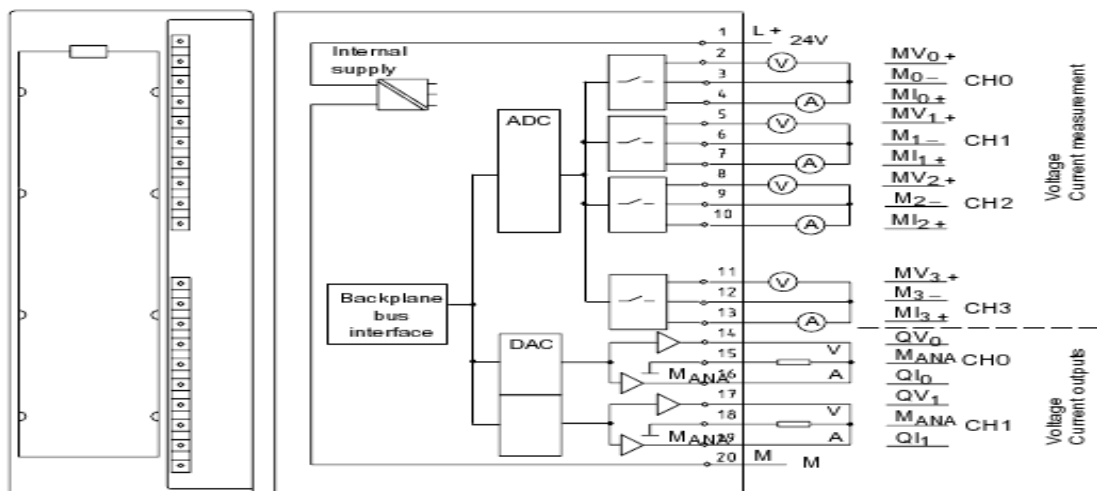 1 L + 24V
Internal
supply
2 V MV0 +
3 M0 – CH0
4 A MI0 +
ADC
5 V MV1 +
6 M1 – CH1
7 A MI1 +
8 V MV2 +
9 M2 – CH2
10 A MI2 +
Voltage
Current measurement
11 V MV3 +
12 M3 –
13 A MI3 + CH3
Backplane
bus
interface
DAC
14 QV0
15 V MANA CH0
MANA 16 A QI0
17 QV1
18 V MANA CH1
MANA 19 A QI1
20 M M
Voltage
Current outputs